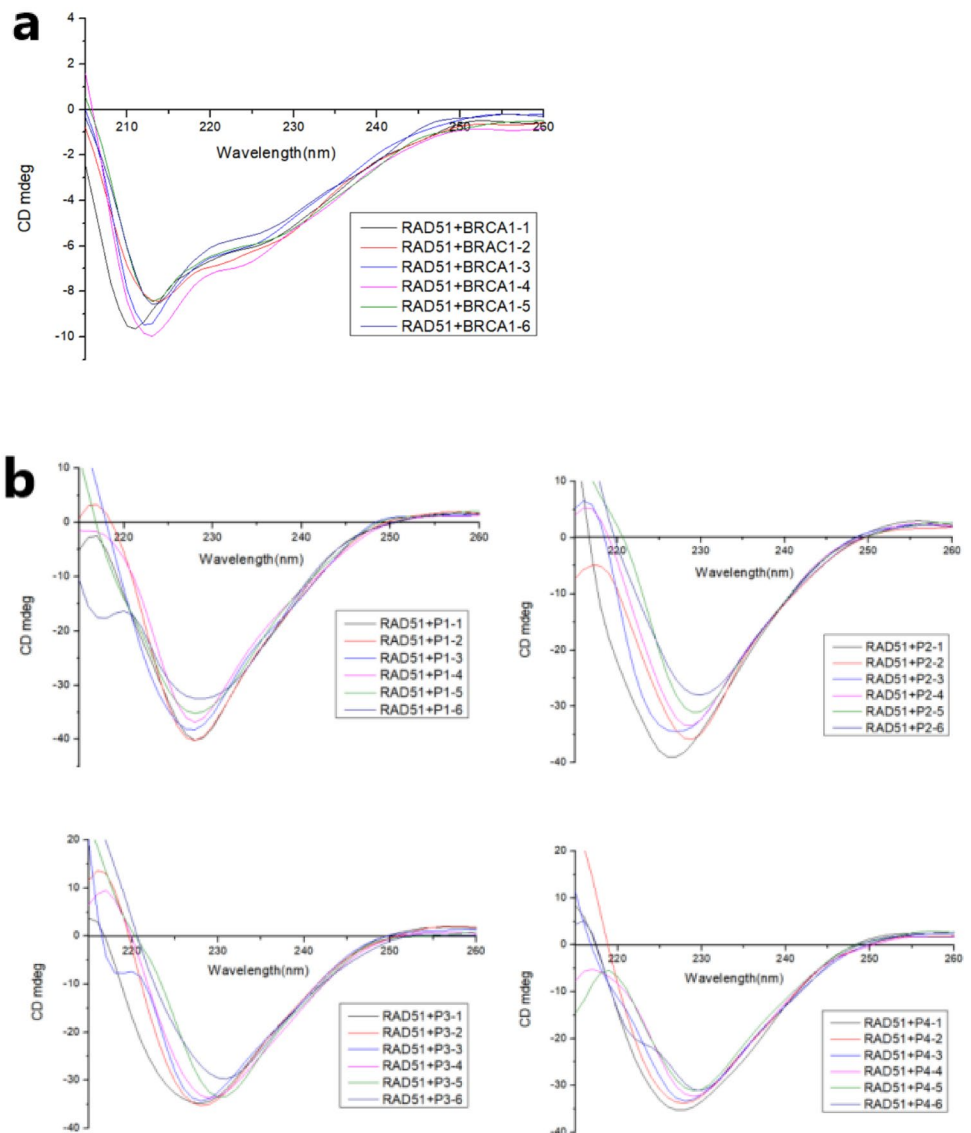 a
4
2
0
-2
-4
-6
-8
-10
210
220
230
240
250
260
Wavelength(nm)
CD mdeg
RAD51+BRCA1-1
RAD51+BRAC1-2
RAD51+BRCA1-3
RAD51+BRCA1-4
RAD51+BRCA1-5
RAD51+BRCA1-6
b
10
0
-10
-20
-30
-40
220
230
240
250
260
Wavelength(nm)
CD mdeg
RAD51+P1-1
RAD51+P1-2
RAD51+P1-3
RAD51+P1-4
RAD51+P1-5
RAD51+P1-6
10
0
-10
-20
-30
-40
220
230
240
250
260
Wavelength(nm)
CD mdeg
RAD51+P2-1
RAD51+P2-2
RAD51+P2-3
RAD51+P2-4
RAD51+P2-5
RAD51+P2-6
20
10
0
-10
-20
-30
-40
220
230
240
250
260
Wavelength(nm)
CD mdeg
RAD51+P3-1
RAD51+P3-2
RAD51+P3-3
RAD51+P3-4
RAD51+P3-5
RAD51+P3-6
20
10
0
-10
-20
-30
-40
220
230
240
250
260
Wavelength(nm)
CD mdeg
RAD51+P4-1
RAD51+P4-2
RAD51+P4-3
RAD51+P4-4
RAD51+P4-5
RAD51+P4-6